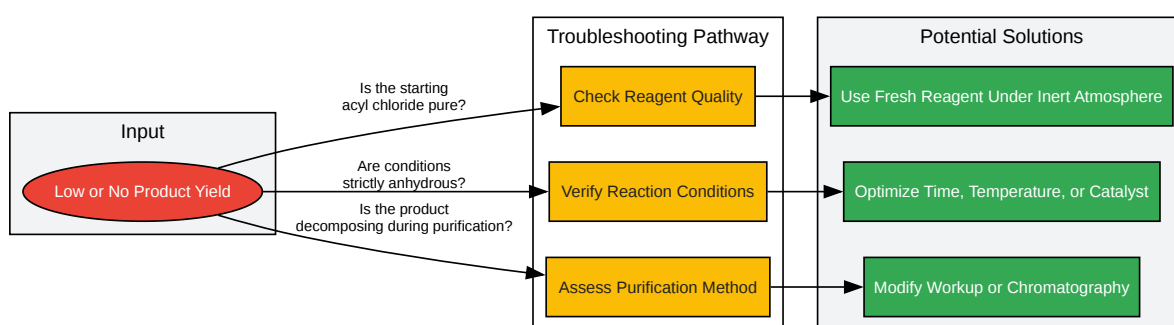 Troubleshooting Pathway
Potential Solutions
Input
Low or No Product Yield
Is the starting
acyl chloride pure?
Check Reagent Quality
Use Fresh Reagent Under Inert Atmosphere
Are conditions
strictly anhydrous?
Verify Reaction Conditions
Optimize Time, Temperature, or Catalyst
Is the product
decomposing during purification?
Assess Purification Method
Modify Workup or Chromatography